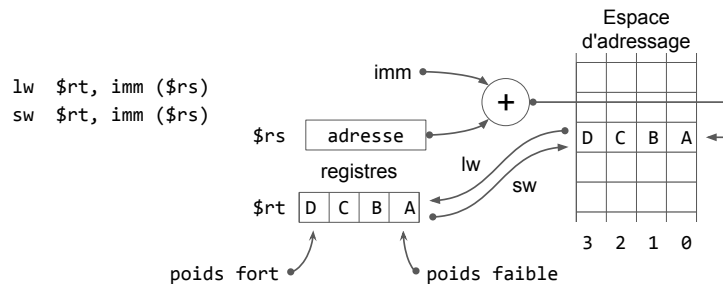 Espace
d'adressage
imm
lw $rt, imm ($rs)
sw $rt, imm ($rs)
+
$rs adresse
D C B A
lw
registres
sw
$rt D C B A
3 2 1 0
poids fort
poids faible